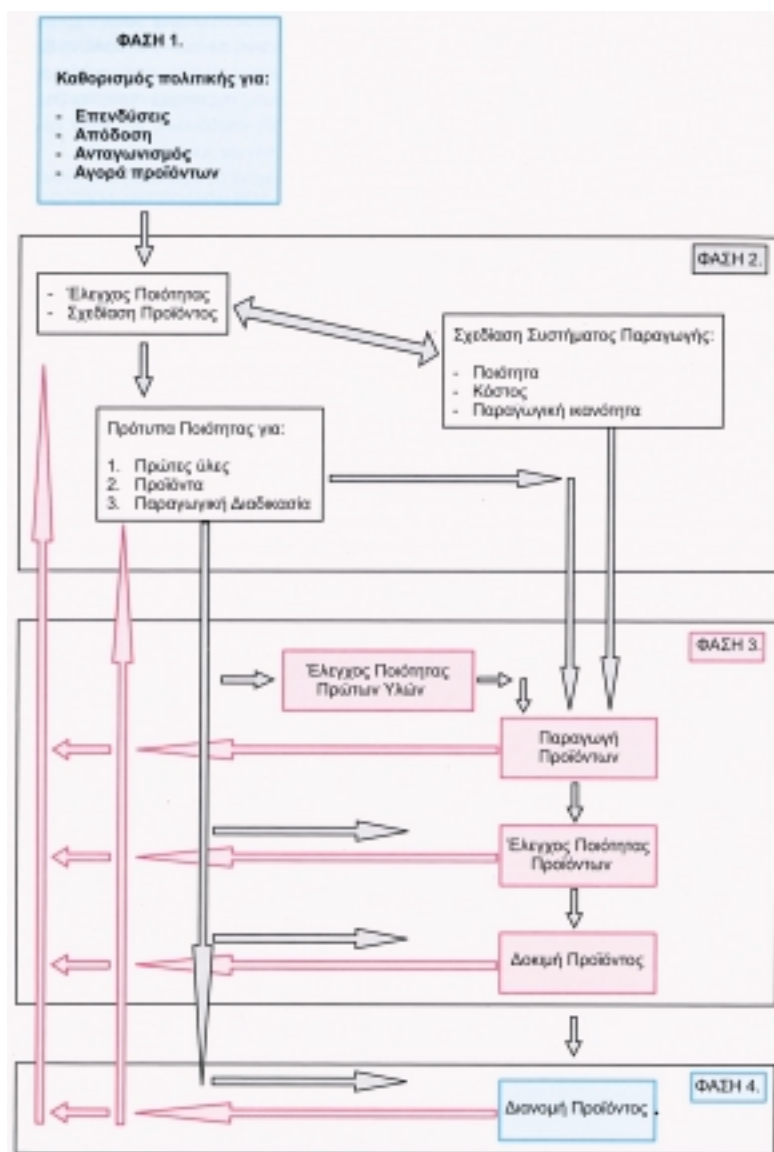 ΦΑΣΗ 1.
Καθορισμός πολιτικής για:
- Επενδύσεις
- Απόδοση
- Ανταγωνισμός
- Αγορά προϊόντων
ΦΑΣΗ 2.
- Έλεγχος Ποιότητας
- Σχεδίαση Προϊόντος
Σχεδίαση Συστήματος Παραγωγής:
- Ποιότητα
- Κόστος
- Παραγωγική ικανότητα
Πρότυπα Ποιότητας για:
1. Πρώτες ύλες
2. Προϊόντα
3. Παραγωγική Διαδικασία
ΦΑΣΗ 3.
Έλεγχος Ποιότητας
Πρώτων Υλών
Παραγωγή
Προϊόντων
Έλεγχος Ποιότητας
Προϊόντων
Δοκιμή Προϊόντος
ΦΑΣΗ 4.
Διανομή Προϊόντος .